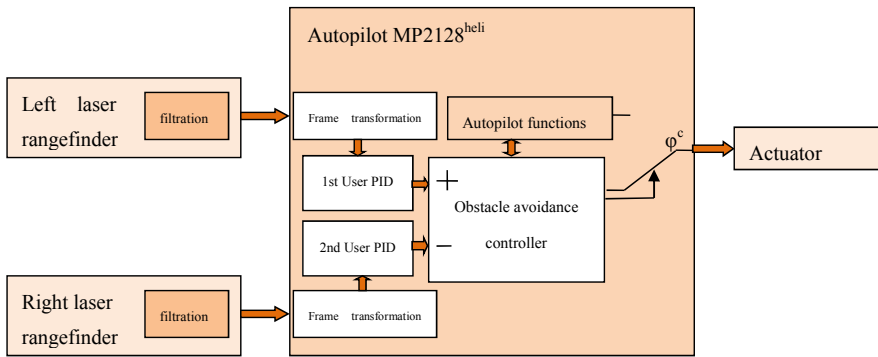 Autopilot MP2128heli
Left laser
rangefinder
filtration
Frame transformation
Autopilot functions
φc
Actuator
1st User PID
+
Obstacle avoidance
controller
2nd User PID
−
Right laser
rangefinder
filtration
Frame transformation